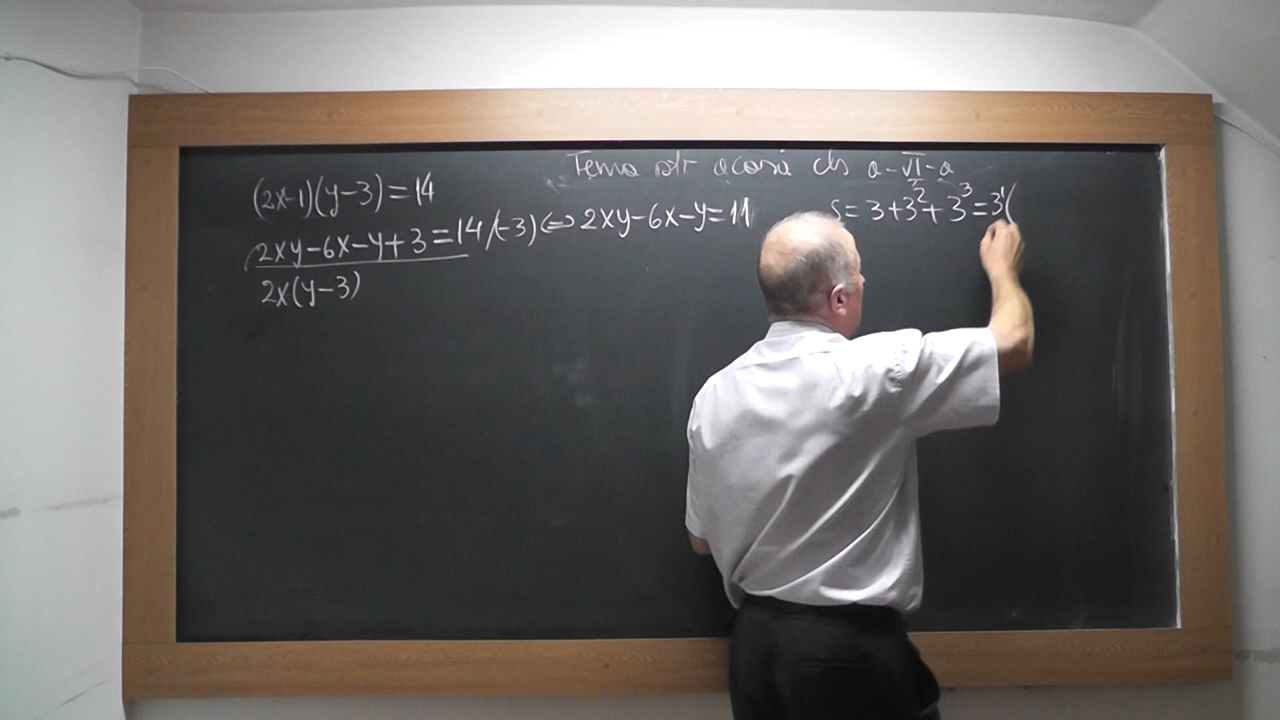 Tema ptr acasă cls a-VI-a
(2x-1)(y-3)=14
2xy-6x-y+3=14/(-3)⇔2xy-6x-y=11
2x(y-3)
S=3+3²+3³=3¹(